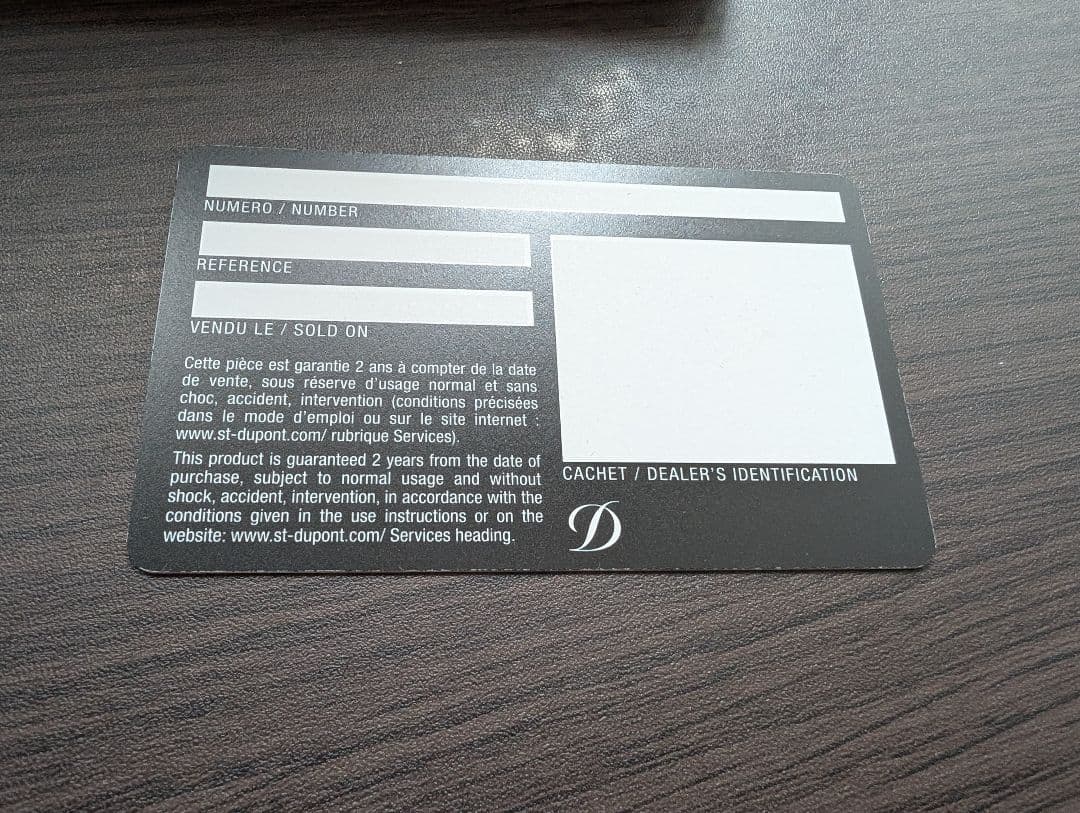 NUMERO / NUMBER
REFERENCE
VENDU LE / SOLD ON
Cette pièce est garantie 2 ans à compter de la date
de vente, sous réserve d'usage normal et sans
choc, accident, intervention (conditions précisées
dans le mode d'emploi ou sur le site internet :
www.st-dupont.com/ rubrique Services).
This product is guaranteed 2 years from the date of
purchase, subject to normal usage and without
shock, accident, intervention, in accordance with the
conditions given in the use instructions or on the
website: www.st-dupont.com/ Services heading.
CACHET / DEALER'S IDENTIFICATION
D